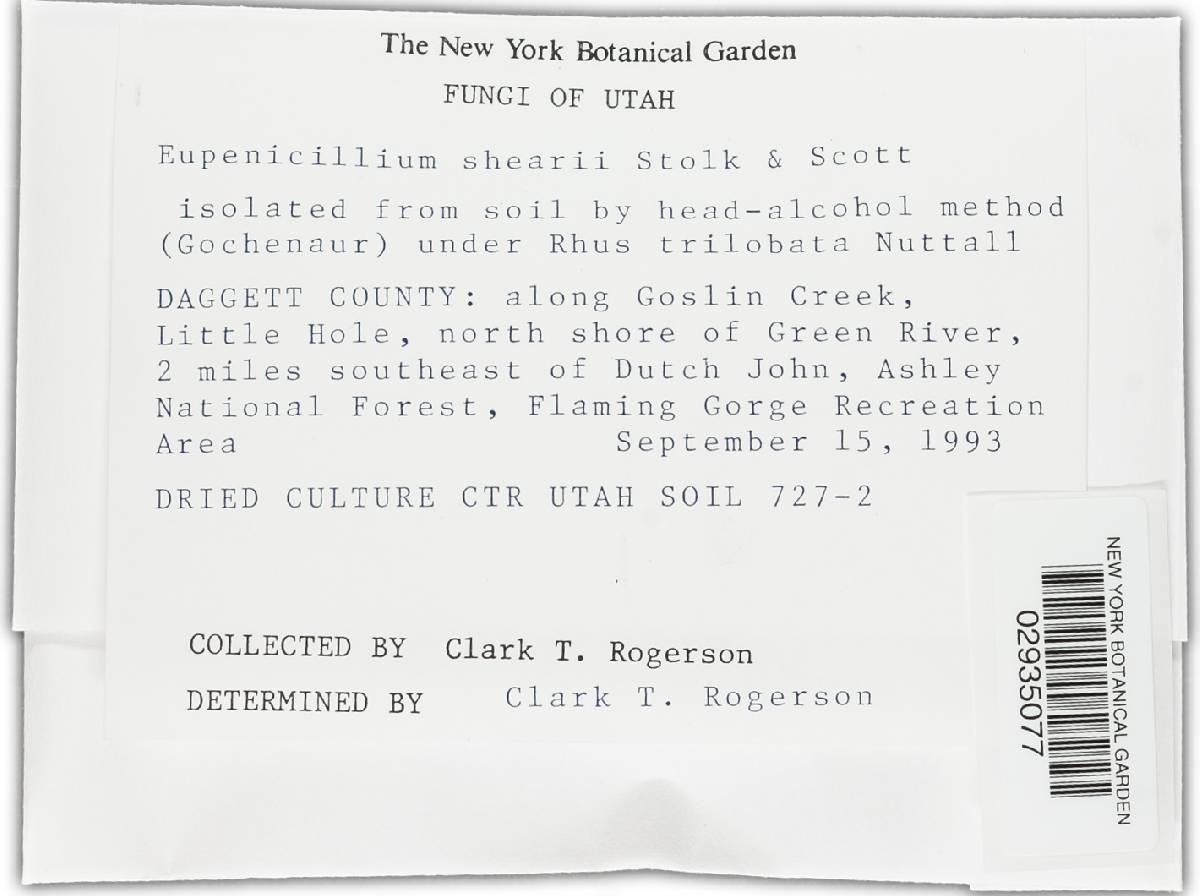 The New York Botanical Garden
FUNGI OF UTAH
Eupenicillium shearii Stolk & Scott
isolated from soil by head-alcohol method
(Gochenaur) under Rhus trilobata Nuttall
DAGGETT COUNTY: along Goslin Creek,
Little Hole, north shore of Green River,
2 miles southeast of Dutch John, Ashley
National Forest, Flaming Gorge Recreation
Area September 15, 1993
DRIED CULTURE CTR UTAH SOIL 727-2
COLLECTED BY Clark T. Rogerson
DETERMINED BY Clark T. Rogerson
NEW YORK BOTANICAL GARDEN
02935077